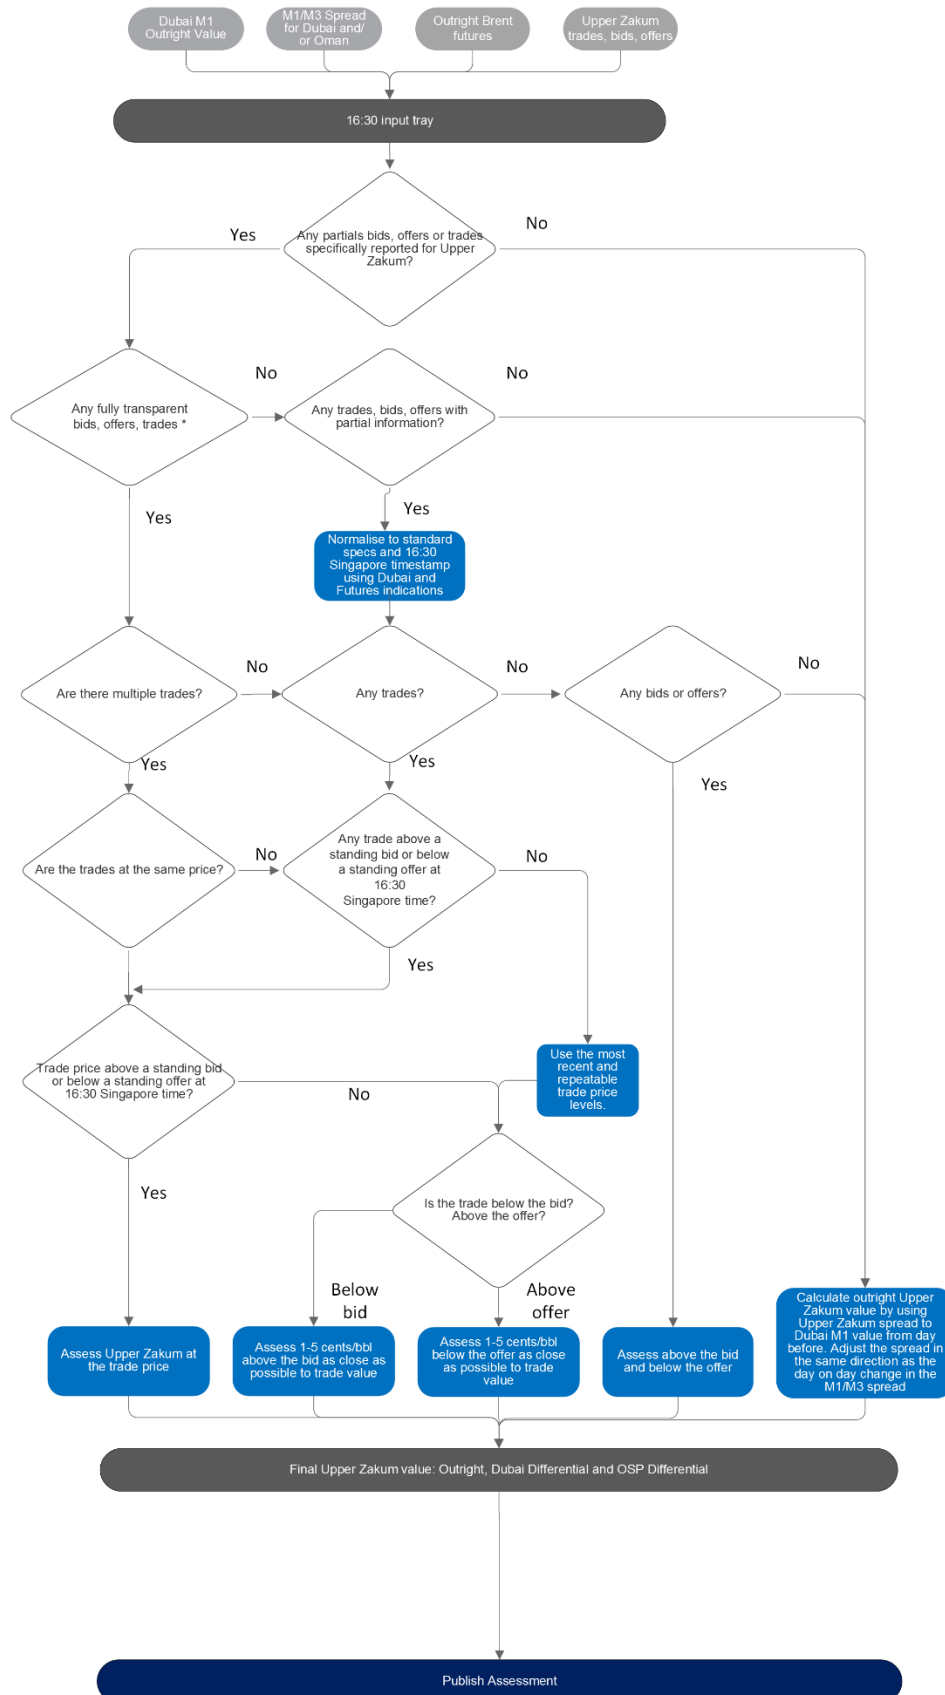 Dubai M1
Outright Value
M1/M3 Spread
for Dubai and/
or Oman
Outright Brent
futures
Upper Zakum
trades, bids, offers
16:30 input tray
Any partials bids, offers or trades
specifically reported for Upper
Zakum?
Yes
No
Any fully transparent
bids, offers, trades *
No
Any trades, bids, offers with
partial information?
No
Yes
Yes
Normalise to standard
specs and 16:30
Singapore timestamp
using Dubai and
Futures indications
Are there multiple trades?
No
Any trades?
No
Any bids or offers?
No
Yes
Yes
Yes
Are the trades at the same price?
No
Any trade above a
standing bid or below
a standing offer at
16:30
Singapore time?
No
Yes
Trade price above a standing bid
or below a standing offer at
16:30 Singapore time?
No
Use the most
recent and
repeatable
trade price
levels.
Yes
Is the trade below the bid?
Above the offer?
Below
bid
Above
offer
Assess Upper Zakum at
the trade price
Assess 1-5 cents/bbl
above the bid as close as
possible to trade value
Assess 1-5 cents/bbl
below the offer as close
as possible to trade
value
Assess above the bid
and below the offer
Calculate outright Upper
Zakum value by using
Upper Zakum spread to
Dubai M1 value from day
before. Adjust the spread in
the same direction as the
day on day change in the
M1/M3 spread
Final Upper Zakum value: Outright, Dubai Differential and OSP Differential
Publish Assessment